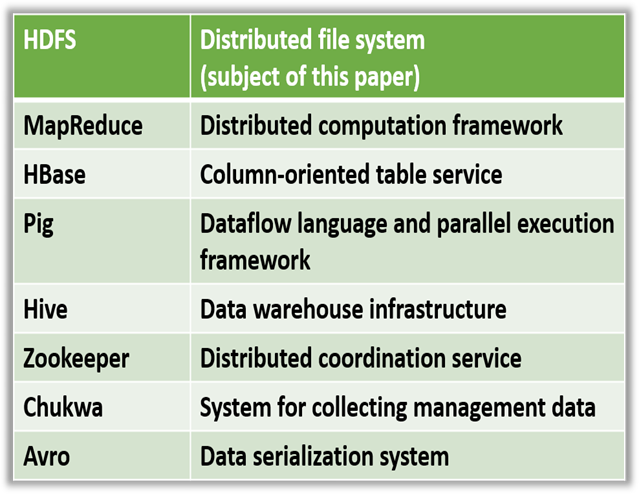 HDFS Distributed file system
(subject of this paper)
MapReduce Distributed computation framework
HBase Column-oriented table service
Pig Dataflow language and parallel execution
framework
Hive Data warehouse infrastructure
Zookeeper Distributed coordination service
Chukwa System for collecting management data
Avro Data serialization system